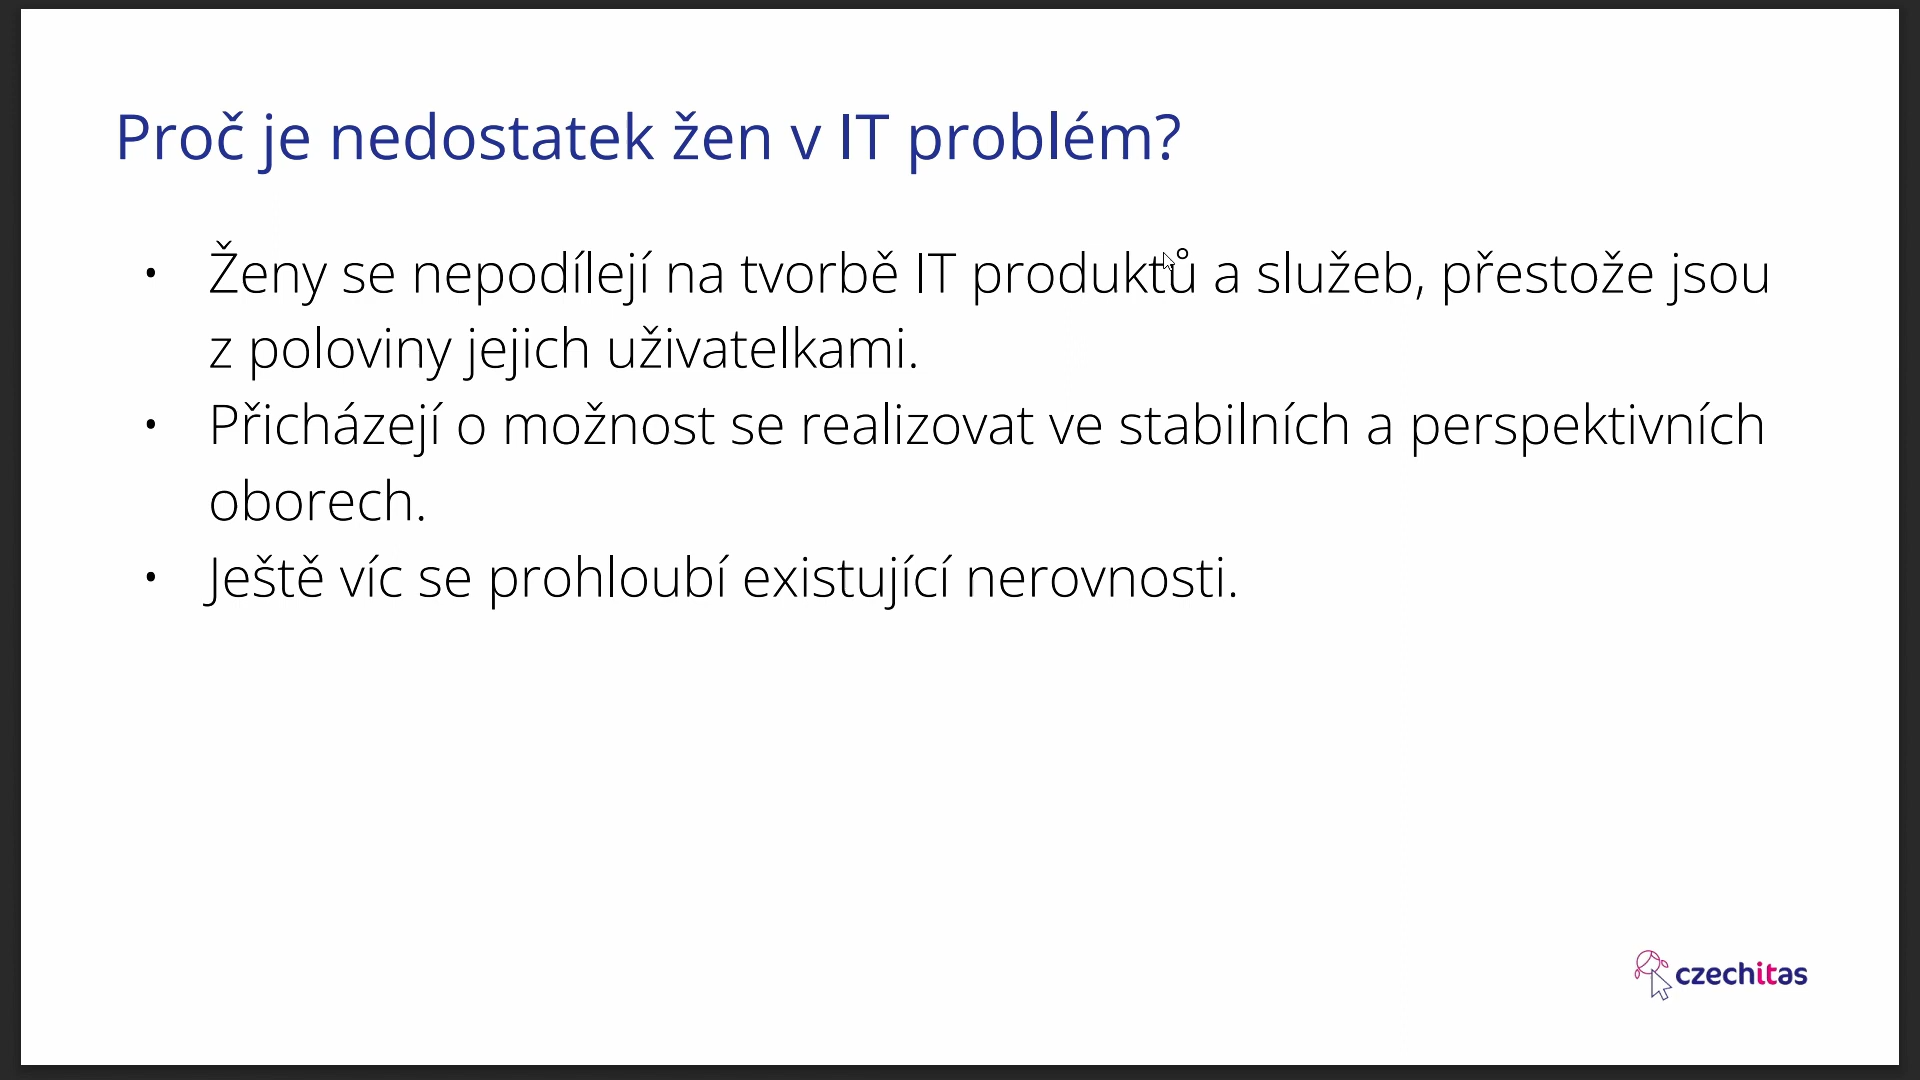 Proč je nedostatek žen v IT problém?
• Ženy se nepodílejí na tvorbě IT produktů a služeb, přestože jsou
z poloviny jejich uživatelkami.
• Přicházejí o možnost se realizovat ve stabilních a perspektivních
oborech.
• Ještě víc se prohloubí existující nerovnosti.
czechitas